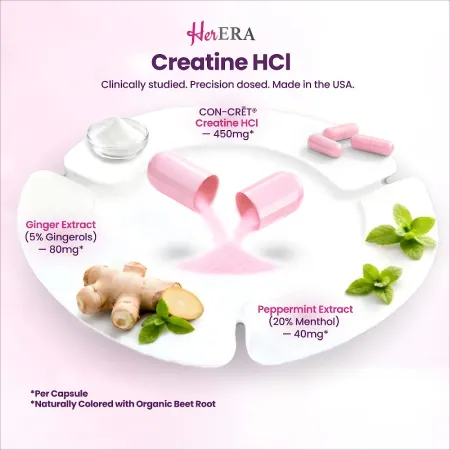 HerERA
Creatine HCl
Clinically studied. Precision dosed. Made in the USA.
CON-CRĒT®
Creatine HCl
— 450mg*
Ginger Extract
(5% Gingerols)
— 80mg*
Peppermint Extract
(20% Menthol)
— 40mg*
*Per Capsule
*Naturally Colored with Organic Beet Root